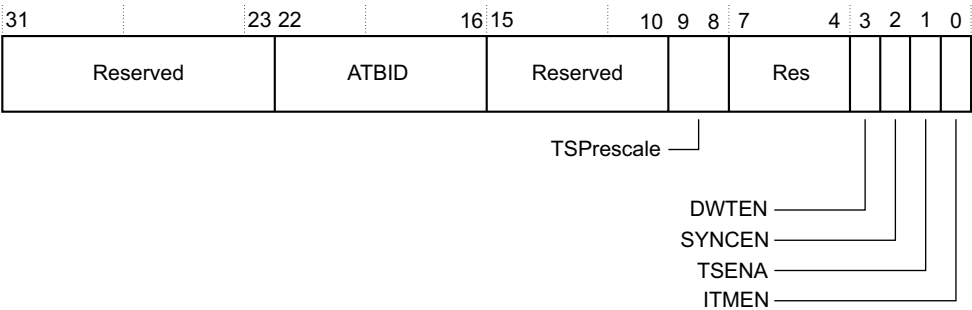 31 23 22 16 15 10 9 8 7 4 3 2 1 0
Reserved ATBID Reserved Res
TSPrescale
DWTEN
SYNCEN
TSENA
ITMEN